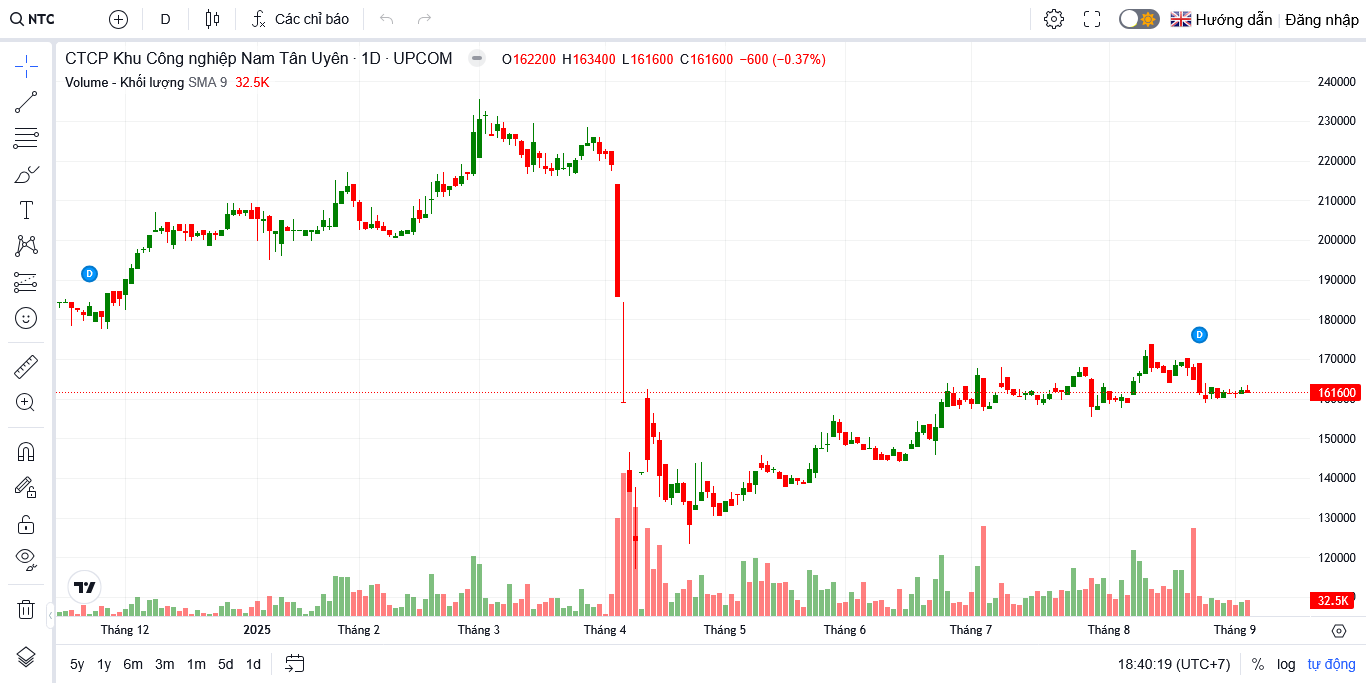 NTC D Các chỉ báo Hướng dẫn Đăng nhập
CTCP Khu Công nghiệp Nam Tân Uyên · 1D · UPCOM O162200 H163400 L161600 C161600 −600 (−0.37%)
Volume - Khối lượng SMA 9 32.5K
240000
230000
220000
210000
200000
190000
180000
170000
161600
150000
140000
130000
120000
32.5K
D
D
Tháng 12 2025 Tháng 2 Tháng 3 Tháng 4 Tháng 5 Tháng 6 Tháng 7 Tháng 8 Tháng 9
5y 1y 6m 3m 1m 5d 1d 18:40:19 (UTC+7) % log tự động